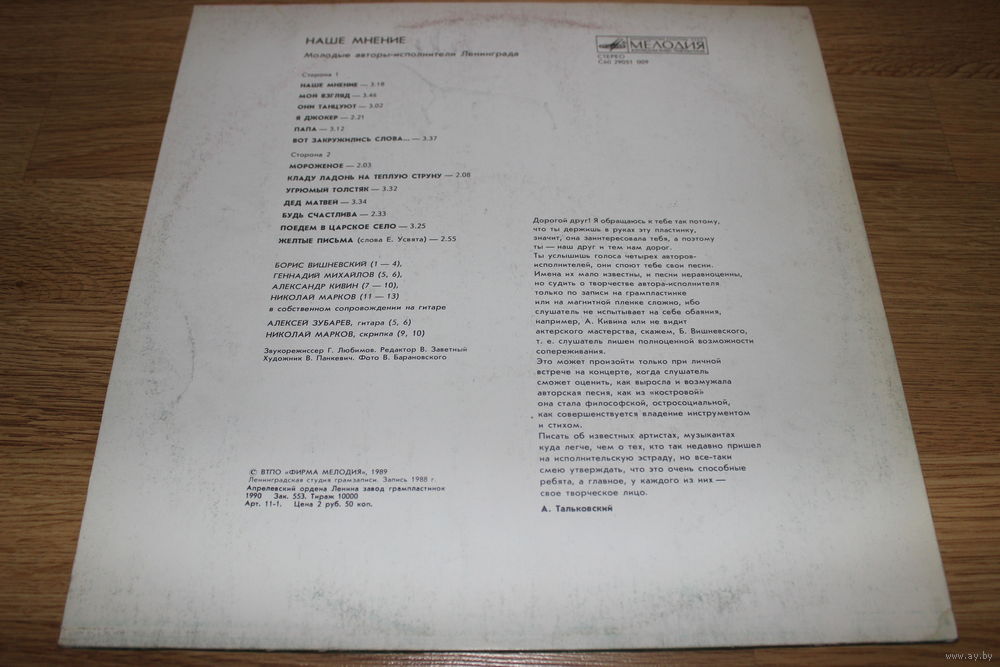 НАШЕ МНЕНИЕ
Молодые авторы-исполнители Ленинграда
МЕЛОДИЯ
СТЕРЕО
С60 29051 009
Сторона 1
НАШЕ МНЕНИЕ — 3.18
МОЙ ВЗГЛЯД — 3.46
ОНИ ТАНЦУЮТ — 3.02
Я ДЖОКЕР — 2.21
ПАПА — 3.12
ВОТ ЗАКРУЖИЛИСЬ СЛОВА... — 3.37
Сторона 2
МОРОЖЕНОЕ — 2.03
КЛАДУ ЛАДОНЬ НА ТЕПЛУЮ СТРУНУ — 2.08
УГРЮМЫЙ ТОЛСТЯК — 3.32
ДЕД МАТВЕЙ — 3.34
БУДЬ СЧАСТЛИВА — 2.33
ПОЕДЕМ В ЦАРСКОЕ СЕЛО — 3.25
ЖЕЛТЫЕ ПИСЬМА (слова Е. Усвята) — 2.55
БОРИС ВИШНЕВСКИЙ (1 — 4),
ГЕННАДИЙ МИХАЙЛОВ (5, 6),
АЛЕКСАНДР КИВИН (7 — 10),
НИКОЛАЙ МАРКОВ (11 — 13)
в собственном сопровождении на гитаре
АЛЕКСЕЙ ЗУБАРЕВ, гитара (5, 6)
НИКОЛАЙ МАРКОВ, скрипка (9, 10)
Звукорежиссер Г. Любимов. Редактор В. Заветный
Художник В. Панкевич. Фото В. Барановского
© ВТПО «ФИРМА МЕЛОДИЯ», 1989
Ленинградская студия грамзаписи. Запись 1988 г.
Апрелевский ордена Ленина завод грампластинок
1990 Зак. 553. Тираж 10000
Арт. 11-1. Цена 2 руб. 50 коп.
Дорогой друг! Я обращаюсь к тебе так потому,
что ты держишь в руках эту пластинку,
значит, она заинтересовала тебя, а поэтому
ты — наш друг и тем нам дорог.
Ты услышишь голоса четырех авторов-
исполнителей, они споют тебе свои песни.
Имена их мало известны, и песни неравноценны,
но судить о творчестве автора-исполнителя
только по записи на грампластинке
или на магнитной пленке сложно, ибо
слушатель не испытывает на себе обаяния,
например, А. Кивина или не видит
актерского мастерства, скажем, Б. Вишневского,
т. е. слушатель лишен полноценной возможности
сопереживания.
Это может произойти только при личной
встрече на концерте, когда слушатель
сможет оценить, как выросла и возмужала
авторская песня, как из «костровой»
она стала философской, остросоциальной,
как совершенствуется владение инструментом
и стихом.
Писать об известных артистах, музыкантах
куда легче, чем о тех, кто так недавно пришел
на исполнительскую эстраду, но все-таки
смею утверждать, что это очень способные
ребята, а главное, у каждого из них —
свое творческое лицо.
А. Тальковский
www.ay.by